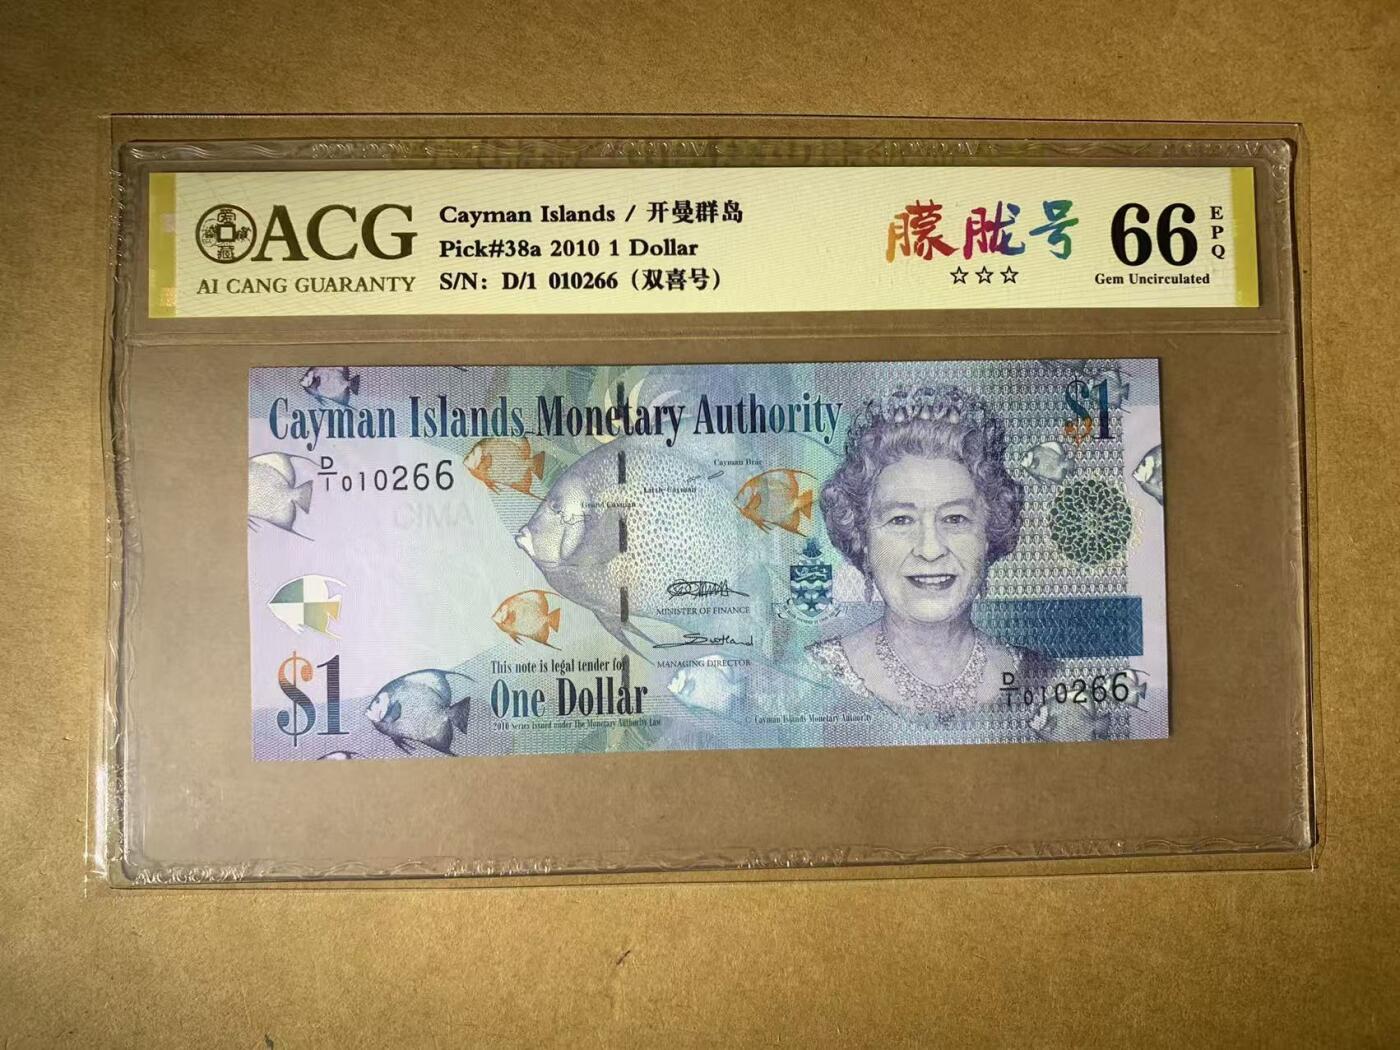 ACG
AI CANG GUARANTY
Cayman Islands / 开曼群岛
Pick#38a 2010 1 Dollar
S/N: D/1 010266 (双喜号)
朦胧号
☆☆☆
66
EPQ
Gem Uncirculated
Cayman Islands Monetary Authority
$1
D/1 010266
Cayman Brac
Little Cayman
Grand Cayman
MINISTER OF FINANCE
MANAGING DIRECTOR
This note is legal tender for
One Dollar
2010 Series Issued under The Monetary Authority Law
$1
© Cayman Islands Monetary Authority
D/1 010266